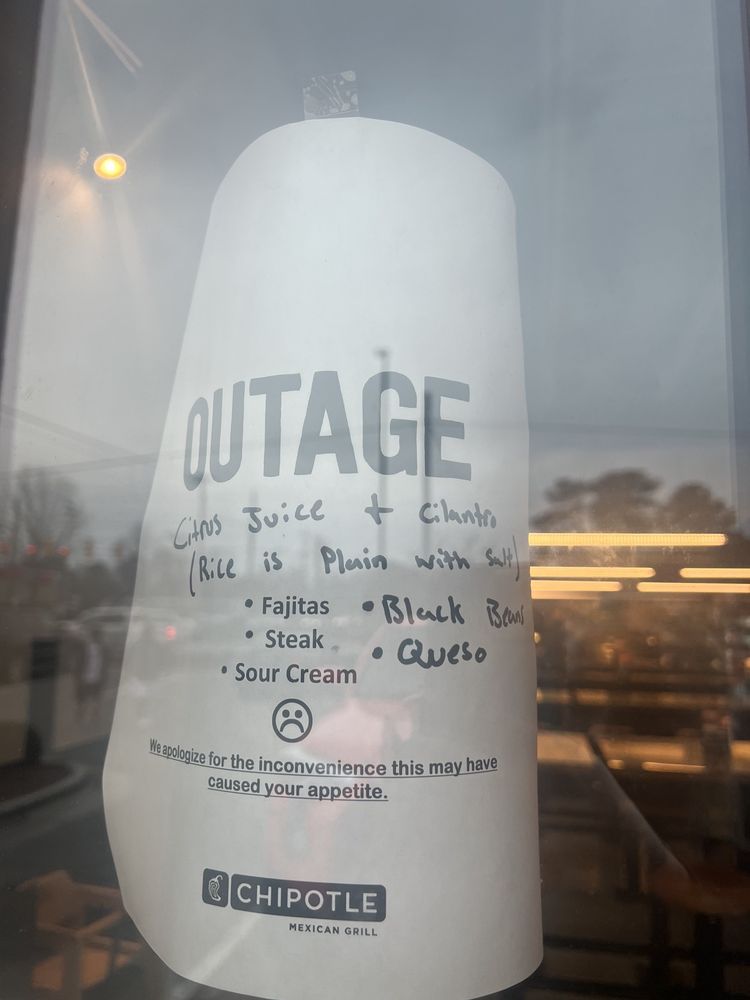 OUTAGE
Citrus Juice + Cilantro
(Rice is Plain with Salt)
• Fajitas • Black Beans
• Steak • Queso
• Sour Cream
We apologize for the inconvenience this may have
caused your appetite.
CHIPOTLE
MEXICAN GRILL